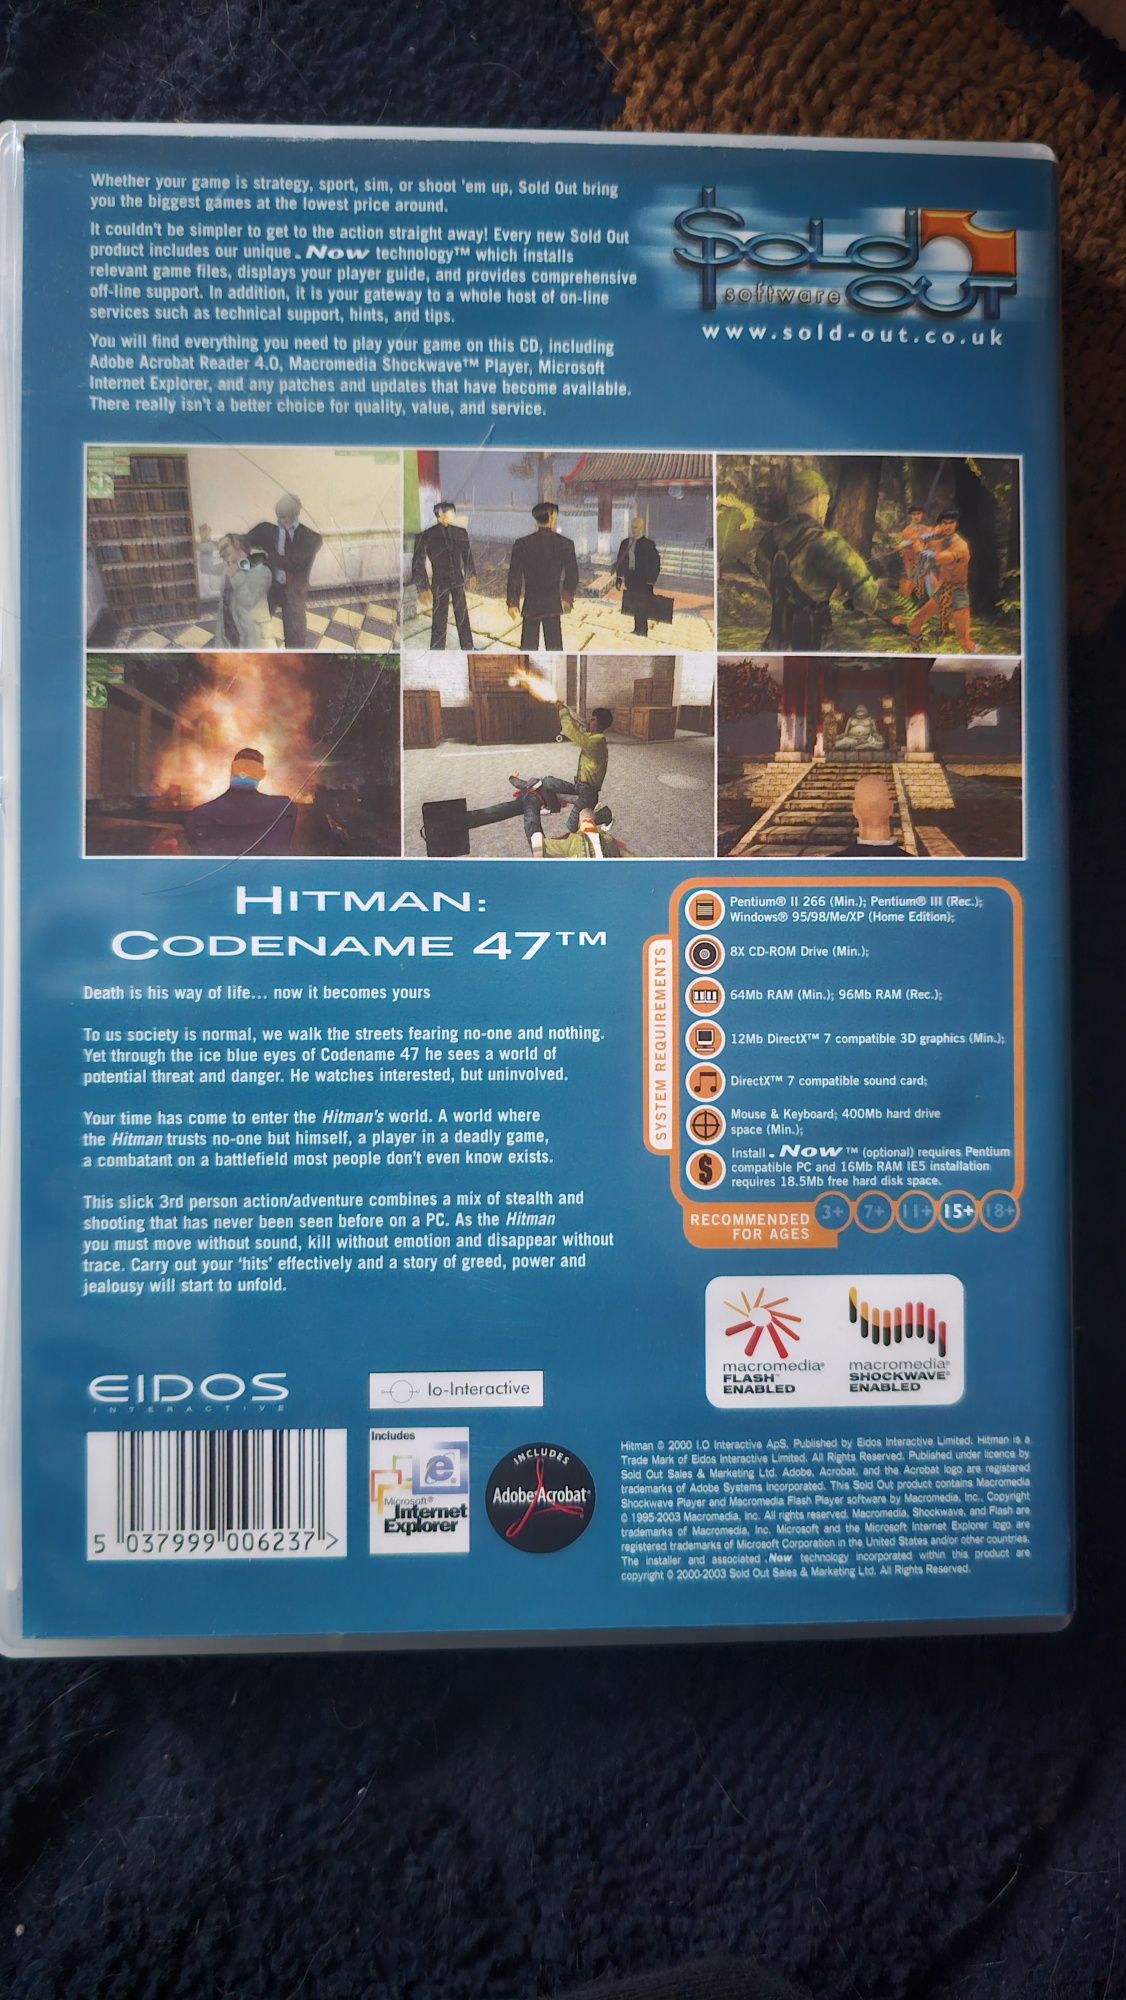 Whether your game is strategy, sport, sim, or shoot 'em up, Sold Out bring
you the biggest games at the lowest price around.
It couldn't be simpler to get to the action straight away! Every new Sold Out
product includes our unique .Now technology™ which installs
relevant game files, displays your player guide, and provides comprehensive
off-line support. In addition, it is your gateway to a whole host of on-line
services such as technical support, hints, and tips.
You will find everything you need to play your game on this CD, including
Adobe Acrobat Reader 4.0, Macromedia Shockwave™ Player, Microsoft
Internet Explorer, and any patches and updates that have become available.
There really isn't a better choice for quality, value, and service.
$OLD
software OUT
www.sold-out.co.uk
HITMAN:
CODENAME 47™
Death is his way of life... now it becomes yours
To us society is normal, we walk the streets fearing no-one and nothing.
Yet through the ice blue eyes of Codename 47 he sees a world of
potential threat and danger. He watches interested, but uninvolved.
Your time has come to enter the Hitman's world. A world where
the Hitman trusts no-one but himself, a player in a deadly game,
a combatant on a battlefield most people don't even know exists.
This slick 3rd person action/adventure combines a mix of stealth and
shooting that has never been seen before on a PC. As the Hitman
you must move without sound, kill without emotion and disappear without
trace. Carry out your 'hits' effectively and a story of greed, power and
jealousy will start to unfold.
SYSTEM REQUIREMENTS
Pentium® II 266 (Min.); Pentium® III (Rec.);
Windows® 95/98/Me/XP (Home Edition);
8X CD-ROM Drive (Min.);
64Mb RAM (Min.); 96Mb RAM (Rec.);
12Mb DirectX™ 7 compatible 3D graphics (Min.);
DirectX™ 7 compatible sound card;
Mouse & Keyboard; 400Mb hard drive
space (Min.);
Install .Now™ (optional) requires Pentium
compatible PC and 16Mb RAM IE5 installation
requires 18.5Mb free hard disk space.
RECOMMENDED
FOR AGES
3+ 7+ 11+ 15+ 18+
macromedia®
FLASH™
ENABLED
macromedia®
SHOCKWAVE®
ENABLED
EIDOS
INTERACTIVE
Io-Interactive
5 037999 006237 >
Includes
Microsoft®
Internet
Explorer
INCLUDES
Adobe Acrobat®
Hitman © 2000 I.O Interactive ApS. Published by Eidos Interactive Limited. Hitman is a
Trade Mark of Eidos Interactive Limited. All Rights Reserved. Published under licence by
Sold Out Sales & Marketing Ltd. Adobe, Acrobat, and the Acrobat logo are registered
trademarks of Adobe Systems Incorporated. This Sold Out product contains Macromedia
Shockwave Player and Macromedia Flash Player software by Macromedia, Inc., Copyright
© 1995-2003 Macromedia, Inc. All rights reserved. Macromedia, Shockwave, and Flash are
trademarks of Macromedia, Inc. Microsoft and the Microsoft Internet Explorer logo are
registered trademarks of Microsoft Corporation in the United States and/or other countries.
The installer and associated .Now technology incorporated within this product are
copyright © 2000-2003 Sold Out Sales & Marketing Ltd. All Rights Reserved.